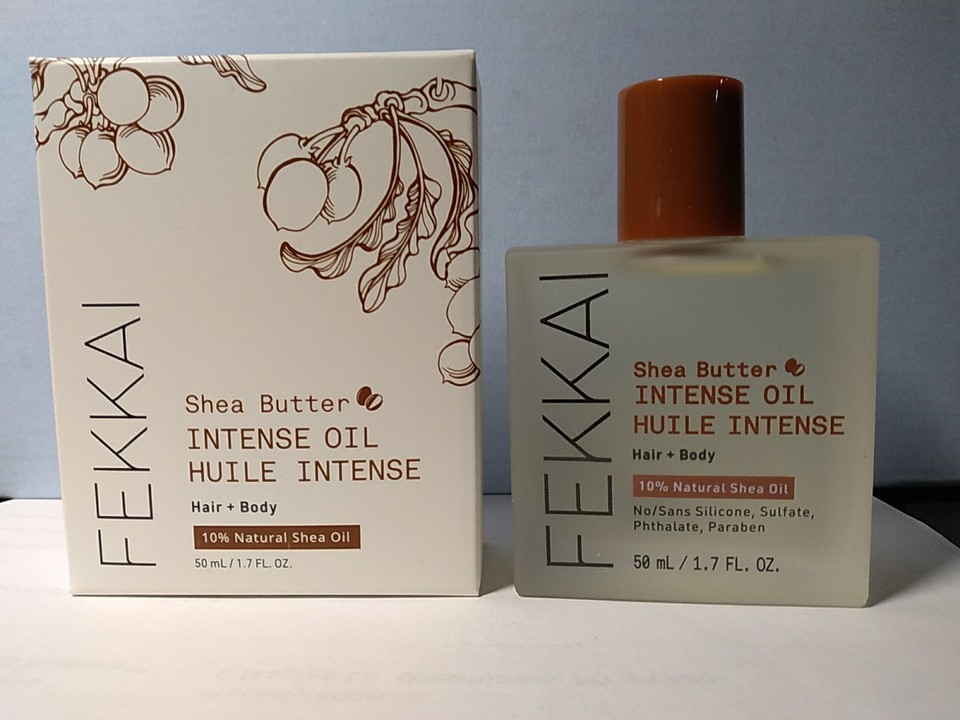 FEKKAI
Shea Butter
INTENSE OIL
HUILE INTENSE
Hair + Body
10% Natural Shea Oil
50 mL / 1.7 FL. OZ.
FEKKAI
Shea Butter
INTENSE OIL
HUILE INTENSE
Hair + Body
10% Natural Shea Oil
No/Sans Silicone, Sulfate,
Phthalate, Paraben
50 mL / 1.7 FL. OZ.